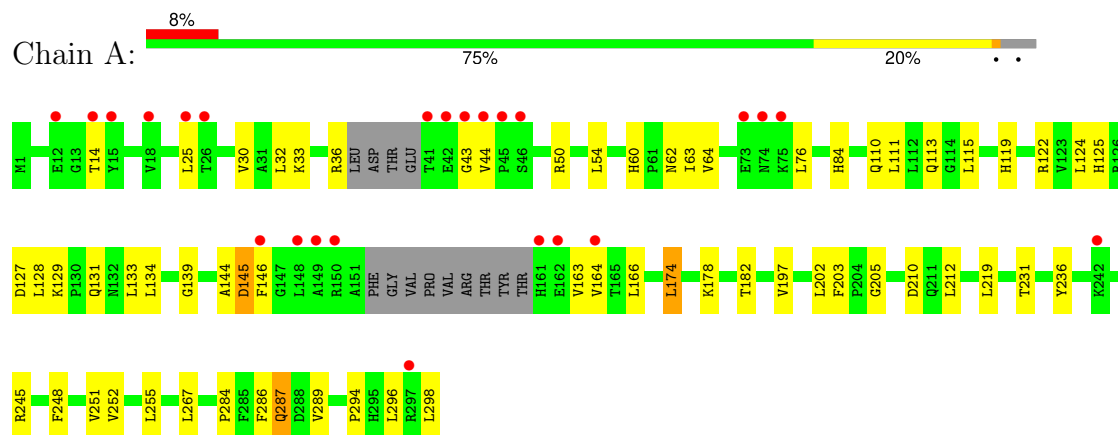 8%
Chain A:
75% 20% • •
M1 E12 G13 T14 Y15 V18 L25 T26 V30 A31 L32 K33 R36 LEU ASP THR GLU T41 E42 G43 V44 P45 S46 R50 L54 H60 P61 N62 I63 V64 E73 N74 K75 L76 H84 Q110 L111 L112 Q113 G114 L115 H119 R122 V123 L124 H125 R126
D127 L128 K129 P130 Q131 N132 L133 L134 G139 A144 D145 F146 G147 L148 A149 R150 A151 PHE GLY VAL PRO VAL ARG THR TYR THR H161 E162 V163 V164 T165 L166 L174 K178 T182 V197 L202 F203 P204 G205 D210 Q211 L212 L219 T231 Y236 K242
R245 F248 V251 V252 L255 L267 P284 F285 F286 Q287 D288 V289 P294 H295 L296 R297 L298